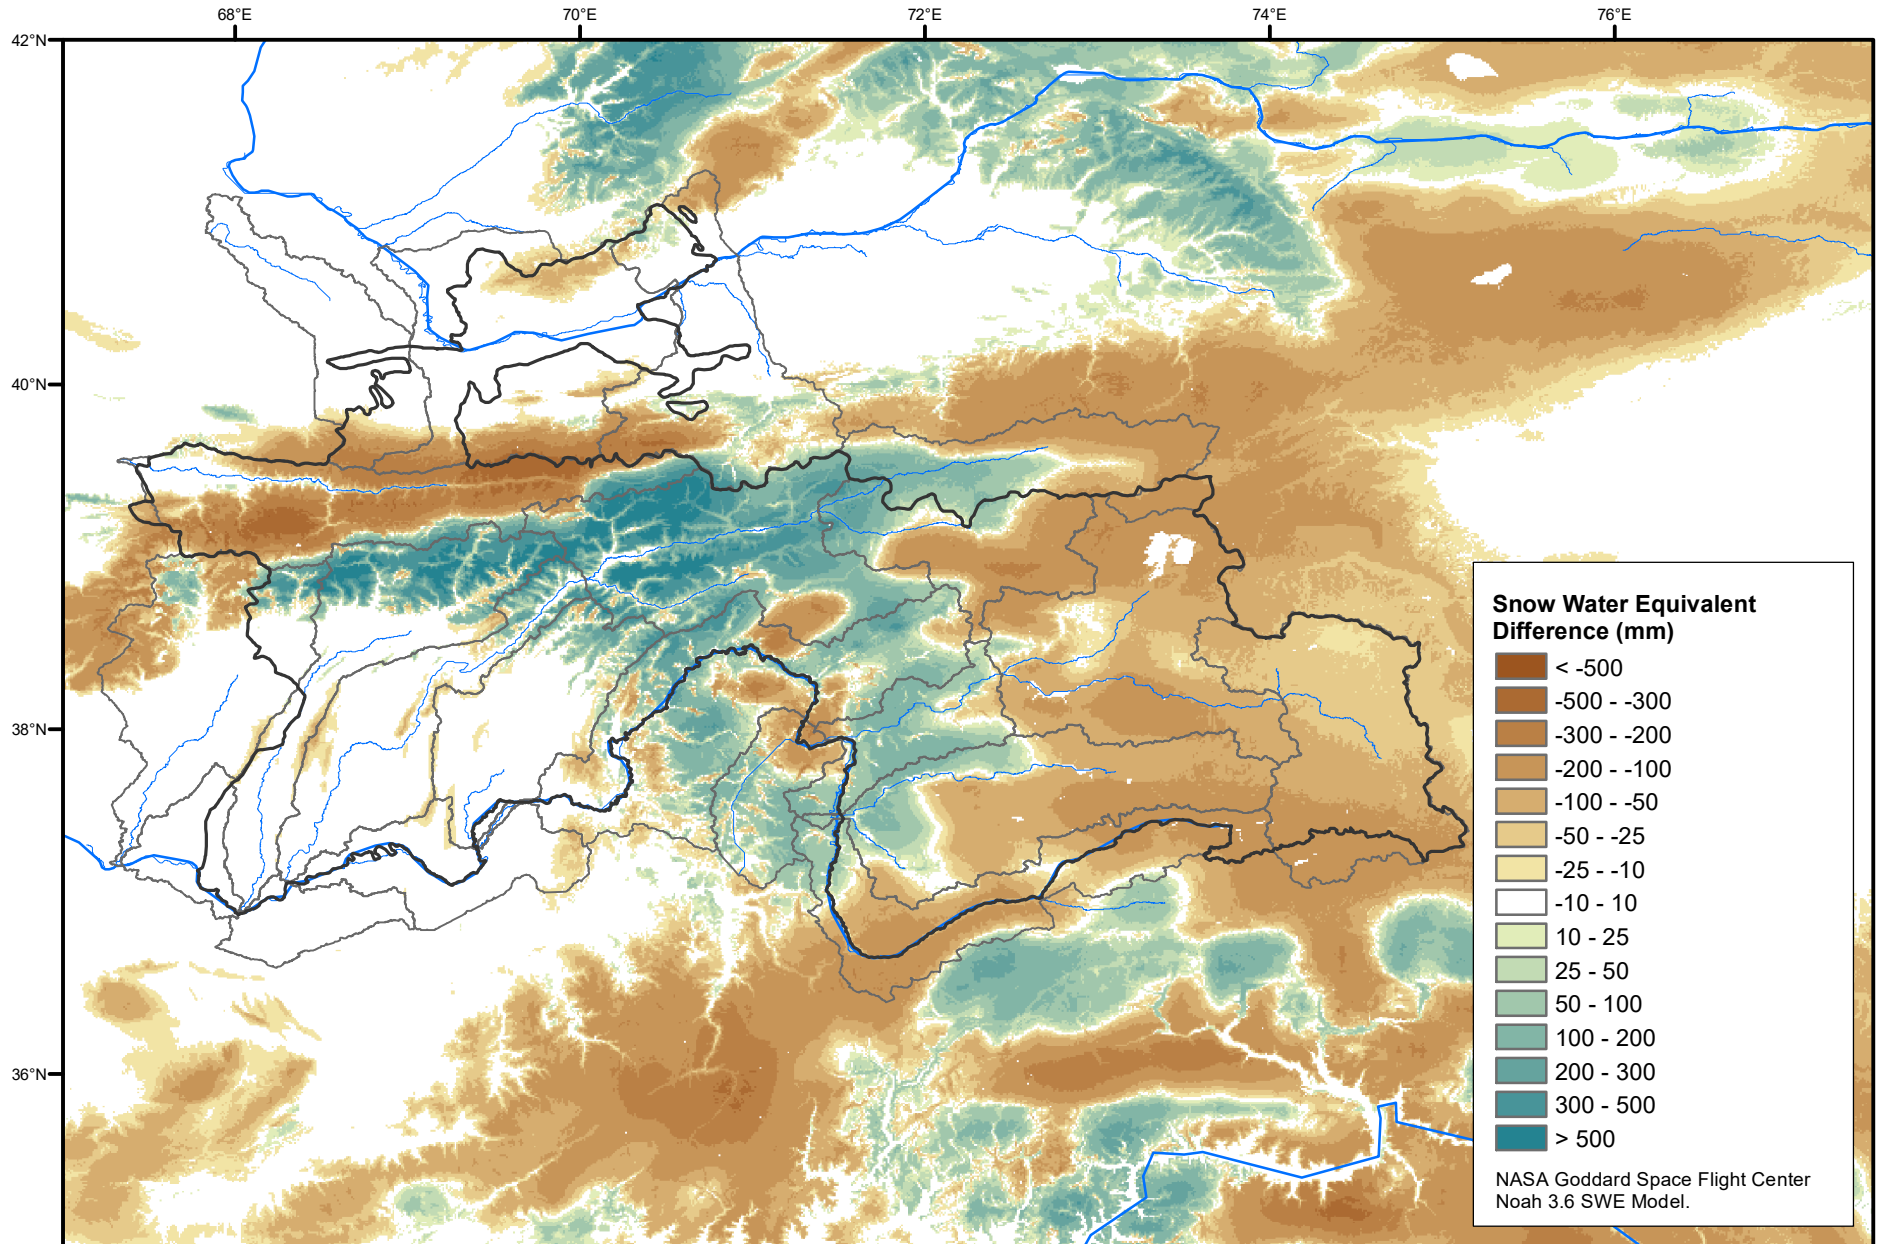 68°E 70°E 72°E 74°E 76°E
42°N
40°N
38°N
36°N
Snow Water Equivalent
Difference (mm)
< -500
-500 - -300
-300 - -200
-200 - -100
-100 - -50
-50 - -25
-25 - -10
-10 - 10
10 - 25
25 - 50
50 - 100
100 - 200
200 - 300
300 - 500
> 500
NASA Goddard Space Flight Center
Noah 3.6 SWE Model.